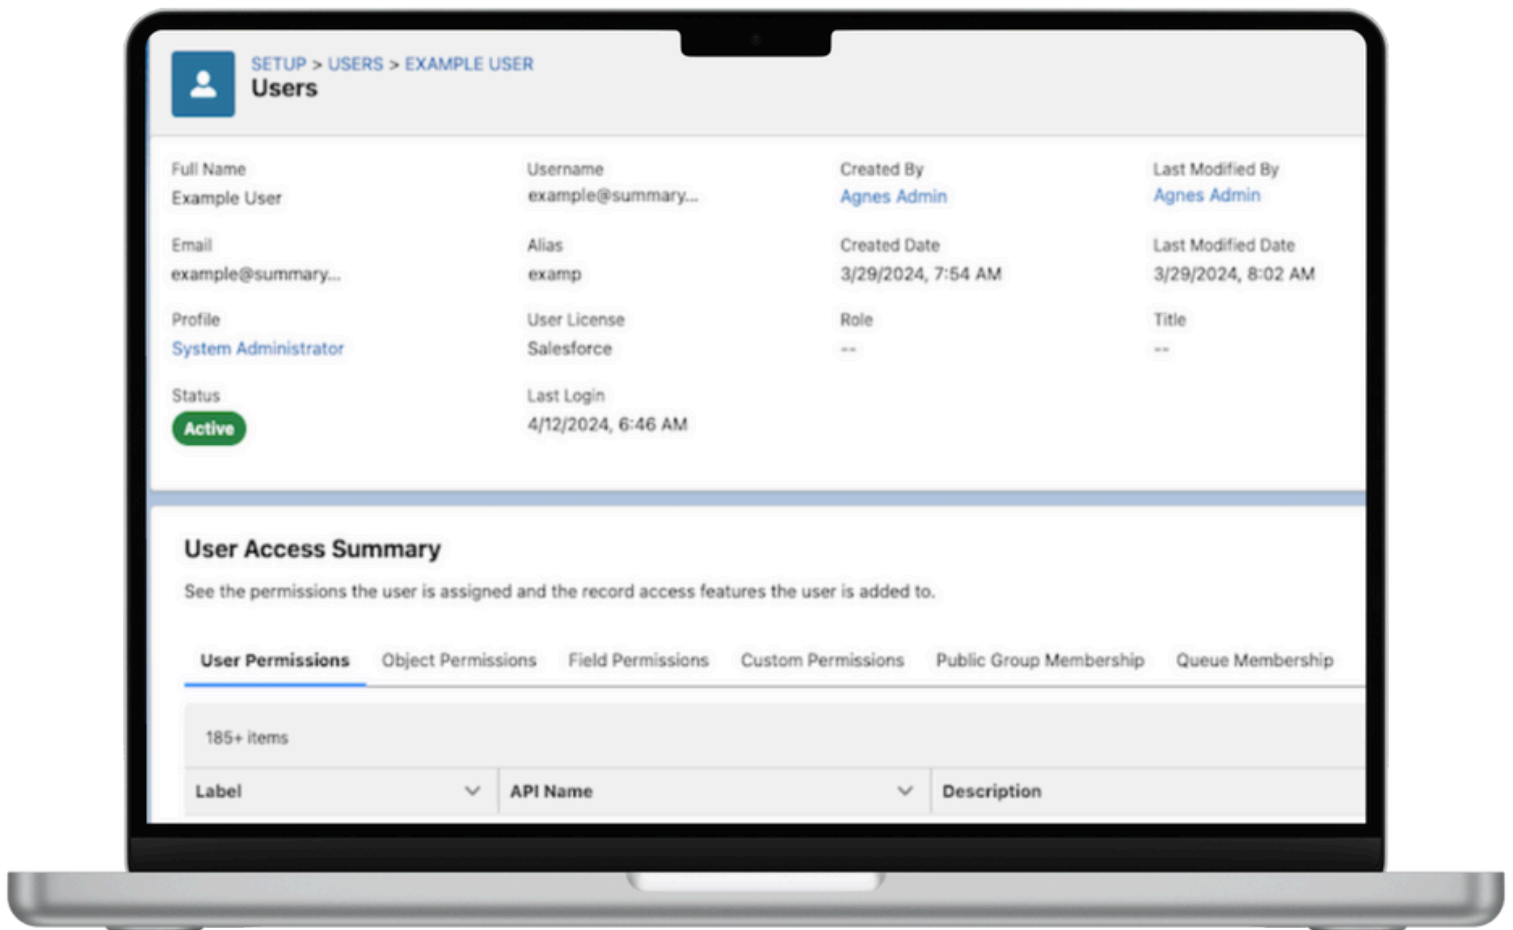 SETUP > USERS > EXAMPLE USER
Users
Full Name
Example User
Username
example@summary...
Created By
Agnes Admin
Last Modified By
Agnes Admin
Email
example@summary...
Alias
examp
Created Date
3/29/2024, 7:54 AM
Last Modified Date
3/29/2024, 8:02 AM
Profile
System Administrator
User License
Salesforce
Role
--
Title
--
Status
Active
Last Login
4/12/2024, 6:46 AM
User Access Summary
See the permissions the user is assigned and the record access features the user is added to.
User Permissions Object Permissions Field Permissions Custom Permissions Public Group Membership Queue Membership
185+ items
Label API Name Description